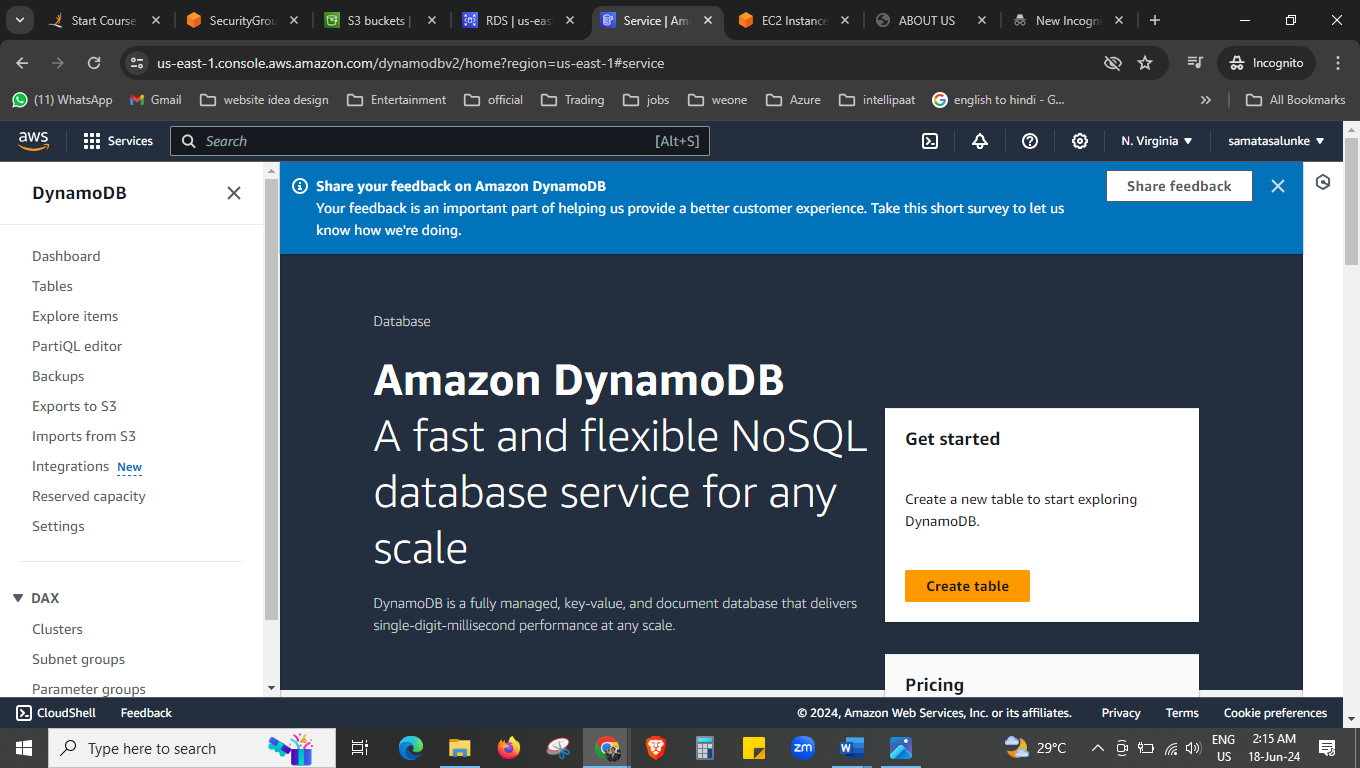 Start Course
SecurityGrou
S3 buckets |
RDS | us-eas
Service | Am
EC2 Instance
ABOUT US
New Incogni
us-east-1.console.aws.amazon.com/dynamodbv2/home?region=us-east-1#service
Incognito
(11) WhatsApp
Gmail
website idea design
Entertainment
official
Trading
jobs
weone
Azure
intellipaat
english to hindi - G...
All Bookmarks
aws
Services
Search
[Alt+S]
N. Virginia
samatasalunke
DynamoDB
Dashboard
Tables
Explore items
PartiQL editor
Backups
Exports to S3
Imports from S3
Integrations New
Reserved capacity
Settings
DAX
Clusters
Subnet groups
Parameter groups
Share your feedback on Amazon DynamoDB
Your feedback is an important part of helping us provide a better customer experience. Take this short survey to let us
know how we're doing.
Share feedback
Database
Amazon DynamoDB
A fast and flexible NoSQL
database service for any
scale
DynamoDB is a fully managed, key-value, and document database that delivers
single-digit-millisecond performance at any scale.
Get started
Create a new table to start exploring
DynamoDB.
Create table
Pricing
CloudShell
Feedback
© 2024, Amazon Web Services, Inc. or its affiliates.
Privacy
Terms
Cookie preferences
Type here to search
zm
29°C
ENG
US
2:15 AM
18-Jun-24